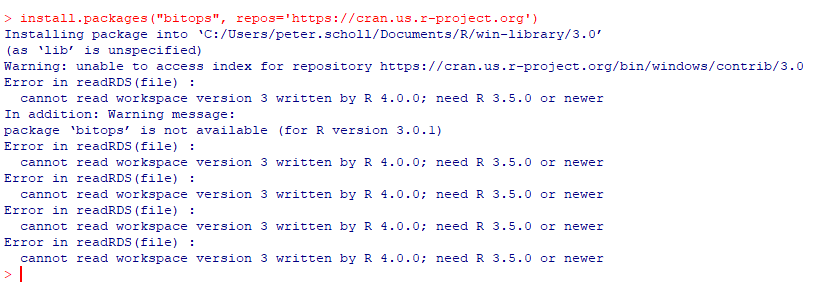 > install.packages("bitops", repos='https://cran.us.r-project.org')
Installing package into ‘C:/Users/peter.scholl/Documents/R/win-library/3.0’
(as ‘lib’ is unspecified)
Warning: unable to access index for repository https://cran.us.r-project.org/bin/windows/contrib/3.0
Error in readRDS(file) :
  cannot read workspace version 3 written by R 4.0.0; need R 3.5.0 or newer
In addition: Warning message:
package ‘bitops’ is not available (for R version 3.0.1)
Error in readRDS(file) :
  cannot read workspace version 3 written by R 4.0.0; need R 3.5.0 or newer
Error in readRDS(file) :
  cannot read workspace version 3 written by R 4.0.0; need R 3.5.0 or newer
Error in readRDS(file) :
  cannot read workspace version 3 written by R 4.0.0; need R 3.5.0 or newer
Error in readRDS(file) :
  cannot read workspace version 3 written by R 4.0.0; need R 3.5.0 or newer
>